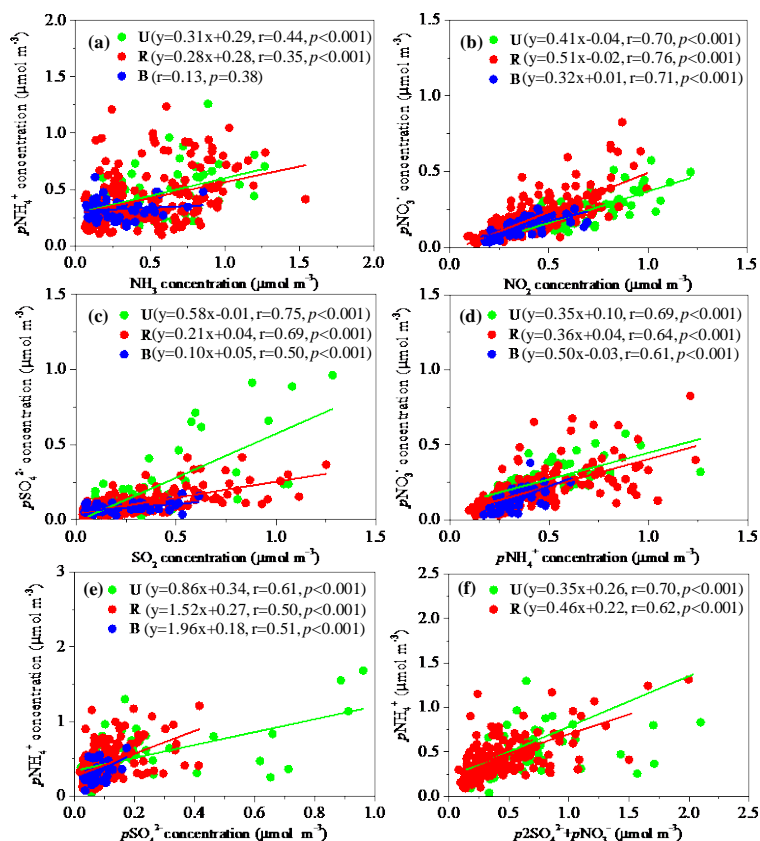 (a)
U (y=0.31x+0.29, r=0.44, p<0.001)
R (y=0.28x+0.28, r=0.35, p<0.001)
B (r=0.13, p=0.38)
2.0
1.5
1.0
0.5
0.0
pNH₄⁺ concentration (μmol m⁻³)
0.0 0.5 1.0 1.5 2.0
NH₃ concentration (μmol m⁻³)
(b)
U (y=0.41x-0.04, r=0.70, p<0.001)
R (y=0.51x-0.02, r=0.76, p<0.001)
B (y=0.32x+0.01, r=0.71, p<0.001)
1.5
1.0
0.5
0.0
pNO₃⁻ concentration (μmol m⁻³)
0.0 0.5 1.0 1.5
NO₂ concentration (μmol m⁻³)
(c)
U (y=0.58x-0.01, r=0.75, p<0.001)
R (y=0.21x+0.04, r=0.69, p<0.001)
B (y=0.10x+0.05, r=0.50, p<0.001)
1.5
1.0
0.5
0.0
pSO₄²⁻ concentration (μmol m⁻³)
0.0 0.5 1.0 1.5
SO₂ concentration (μmol m⁻³)
(d)
U (y=0.35x+0.10, r=0.69, p<0.001)
R (y=0.36x+0.04, r=0.64, p<0.001)
B (y=0.50x-0.03, r=0.61, p<0.001)
1.5
1.0
0.5
0.0
pNO₃⁻ concentration (μmol m⁻³)
0.0 0.5 1.0 1.5
pNH₄⁺ concentration (μmol m⁻³)
(e)
U (y=0.86x+0.34, r=0.61, p<0.001)
R (y=1.52x+0.27, r=0.50, p<0.001)
B (y=1.96x+0.18, r=0.51, p<0.001)
3
2
1
0
pNH₄⁺ concentration (μmol m⁻³)
0.0 0.2 0.4 0.6 0.8 1.0
pSO₄²⁻ concentration (μmol m⁻³)
(f)
U (y=0.35x+0.26, r=0.70, p<0.001)
R (y=0.46x+0.22, r=0.62, p<0.001)
2.5
2.0
1.5
1.0
0.5
0.0
pNH₄⁺ (μmol m⁻³)
0.0 0.5 1.0 1.5 2.0 2.5
p2SO₄²⁻+pNO₃⁻ (μmol m⁻³)